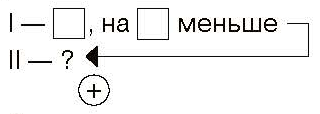 I — □, на □ меньше
II — ?
+